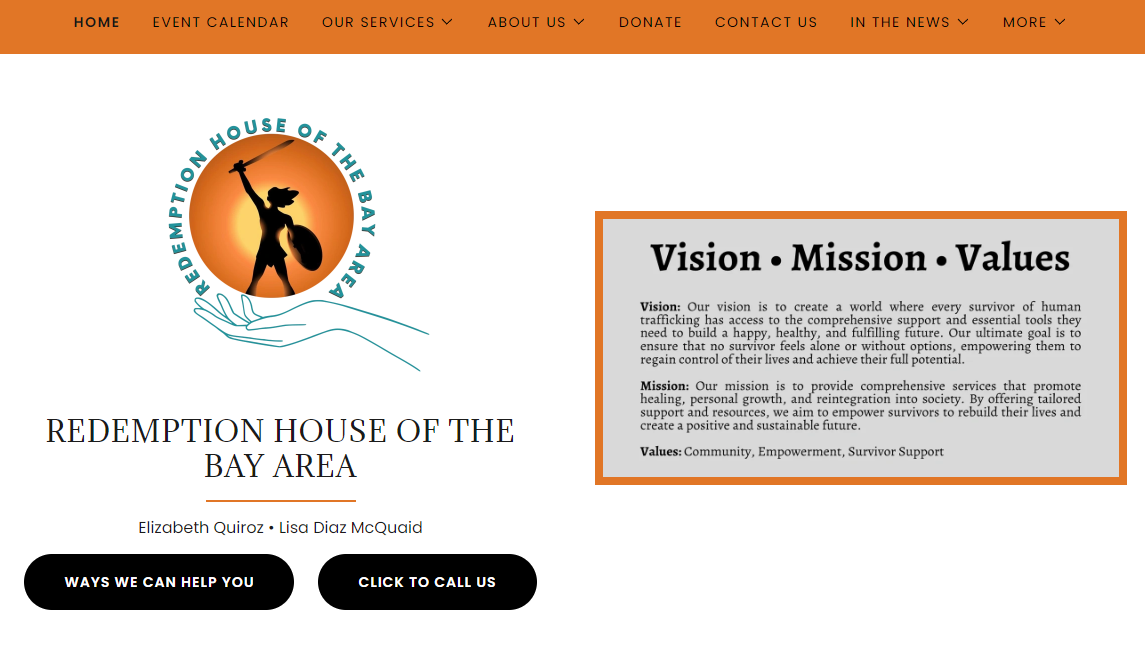 HOME EVENT CALENDAR OUR SERVICES ABOUT US DONATE CONTACT US IN THE NEWS MORE
REDEMPTION HOUSE OF THE BAY AREA
REDEMPTION HOUSE OF THE
BAY AREA
Elizabeth Quiroz • Lisa Diaz McQuaid
WAYS WE CAN HELP YOU CLICK TO CALL US
Vision • Mission • Values
Vision: Our vision is to create a world where every survivor of human
trafficking has access to the comprehensive support and essential tools they
need to build a happy, healthy, and fulfilling future. Our ultimate goal is to
ensure that no survivor feels alone or without options, empowering them to
regain control of their lives and achieve their full potential.
Mission: Our mission is to provide comprehensive services that promote
healing, personal growth, and reintegration into society. By offering tailored
support and resources, we aim to empower survivors to rebuild their lives and
create a positive and sustainable future.
Values: Community, Empowerment, Survivor Support